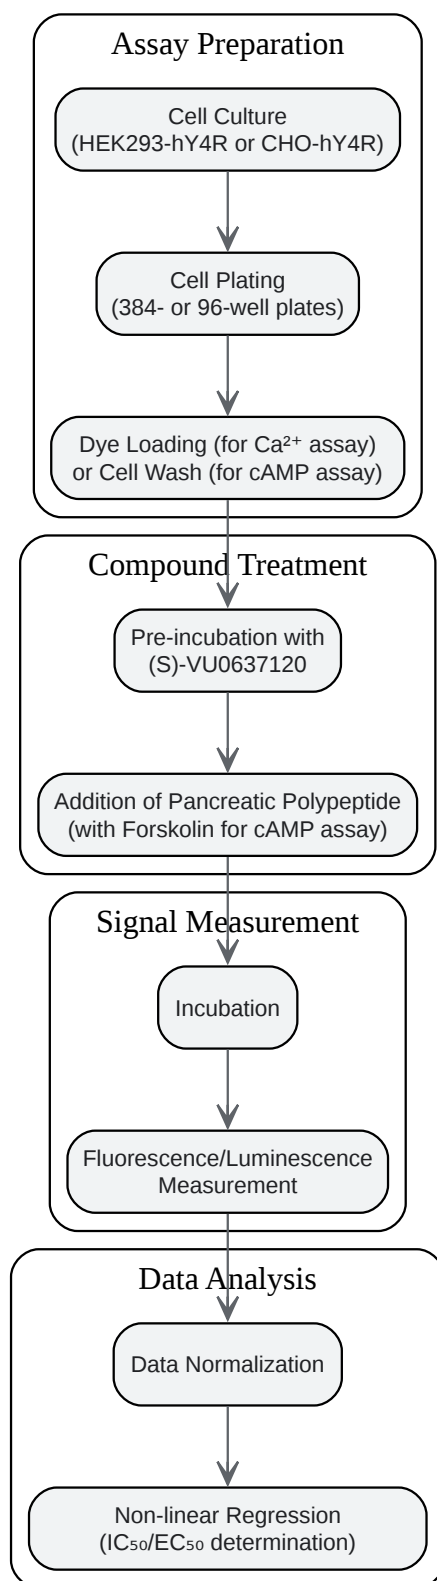 Assay Preparation
Cell Culture
(HEK293-hY4R or CHO-hY4R)
Cell Plating
(384- or 96-well plates)
Dye Loading (for Ca²⁺ assay)
or Cell Wash (for cAMP assay)
Compound Treatment
Pre-incubation with
(S)-VU0637120
Addition of Pancreatic Polypeptide
(with Forskolin for cAMP assay)
Signal Measurement
Incubation
Fluorescence/Luminescence
Measurement
Data Analysis
Data Normalization
Non-linear Regression
(IC₅₀/EC₅₀ determination)